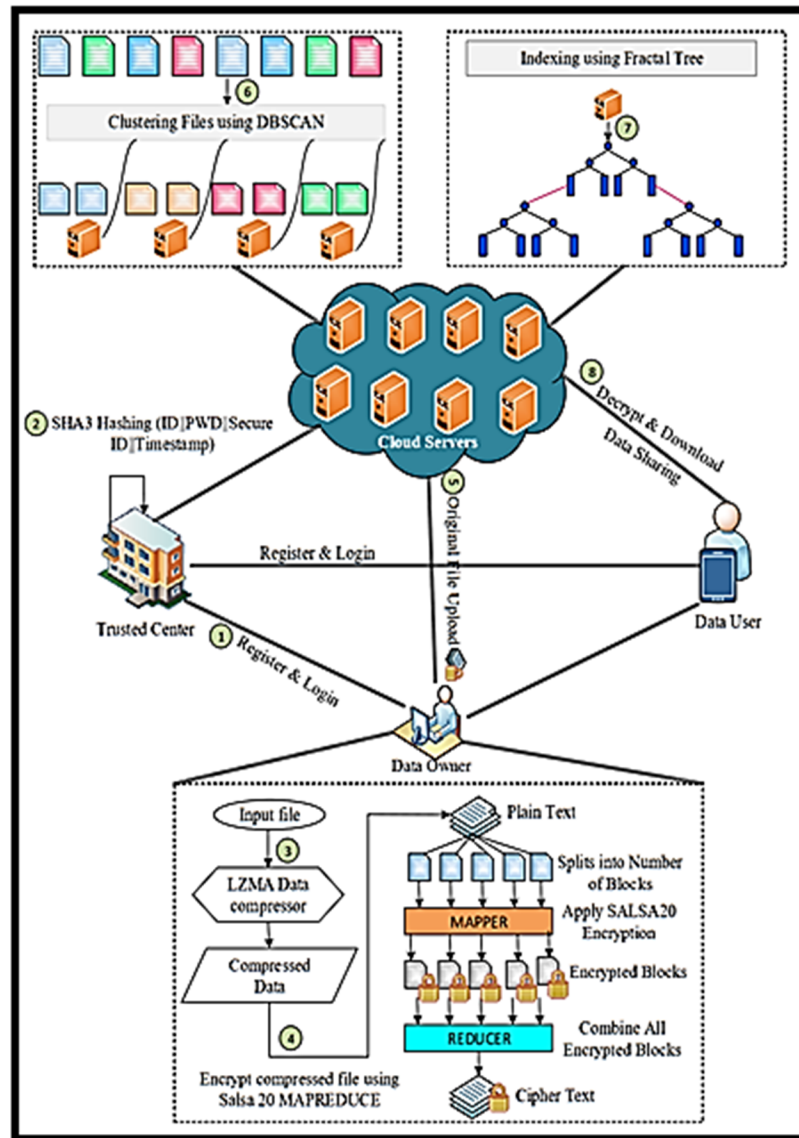 6
Clustering Files using DBSCAN
Indexing using Fractal Tree
7
Cloud Servers
8
Decrypt & Download
Data Sharing
2 SHA3 Hashing (ID||PWD||Secure
ID||Timestamp)
5
Original File Upload
Register & Login
Trusted Center
Data User
1 Register & Login
Data Owner
Input file
3
LZMA Data
compressor
Compressed
Data
4
Encrypt compressed file using
Salsa 20 MAPREDUCE
Plain Text
Splits into Number
of Blocks
MAPPER
Apply SALSA20
Encryption
Encrypted Blocks
REDUCER
Combine All
Encrypted Blocks
Cipher Text